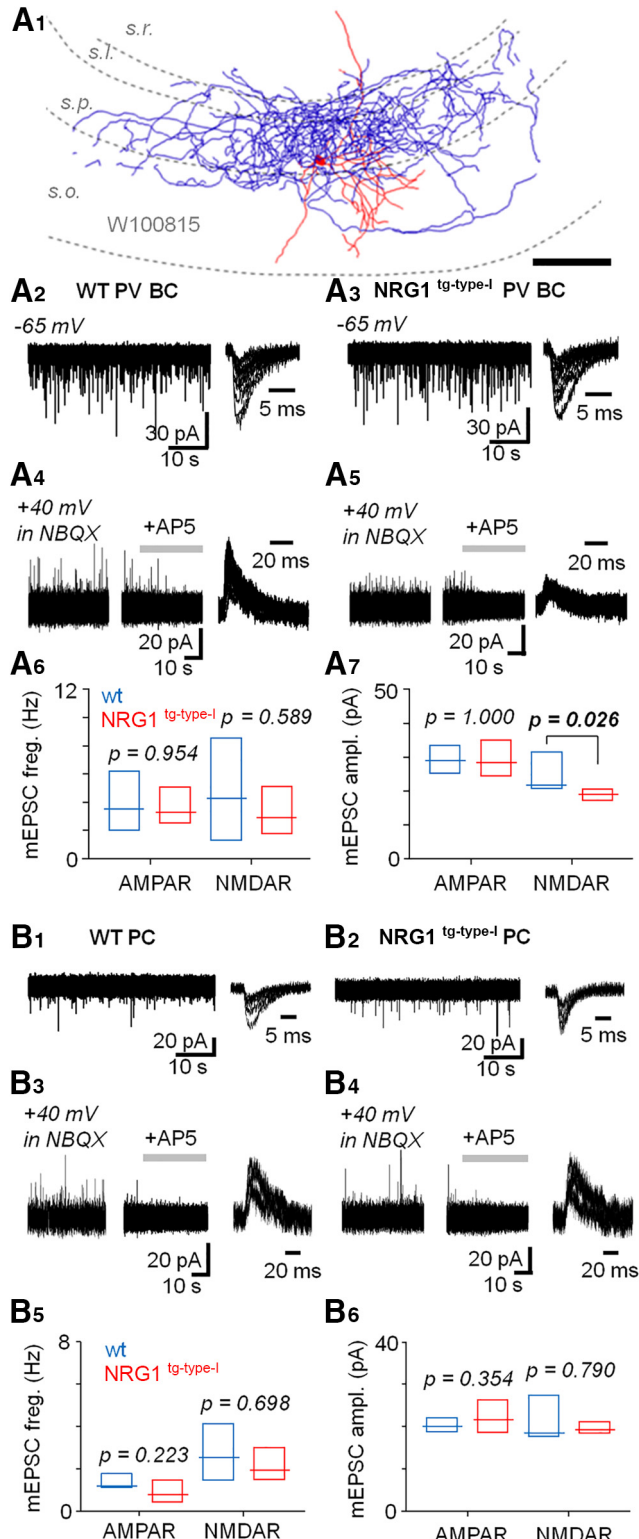 A1
s.r.
s.l.
s.p.
s.o.
W100815
A2 WT PV BC
-65 mV
5 ms
30 pA
10 s
A3 NRG1 tg-type-I PV BC
-65 mV
5 ms
30 pA
10 s
A4
+40 mV
in NBQX
+AP5
20 ms
20 pA
10 s
A5
+40 mV
in NBQX
+AP5
20 ms
20 pA
10 s
A6
12
wt
NRG1 tg-type-I
p = 0.589
p = 0.954
mEPSC freg. (Hz)
0
AMPAR NMDAR
A7
50
p = 1.000 p = 0.026
mEPSC ampl. (pA)
0
AMPAR NMDAR
B1 WT PC
5 ms
20 pA
10 s
B2 NRG1 tg-type-I PC
5 ms
20 pA
10 s
B3
+40 mV
in NBQX
+AP5
20 pA
10 s
20 ms
B4
+40 mV
in NBQX
+AP5
20 pA
10 s
20 ms
B5
8
wt
NRG1 tg-type-I
p = 0.698
p = 0.223
mEPSC freg. (Hz)
0
AMPAR NMDAR
B6
40
p = 0.354 p = 0.790
mEPSC ampl. (pA)
0
AMPAR NMDAR